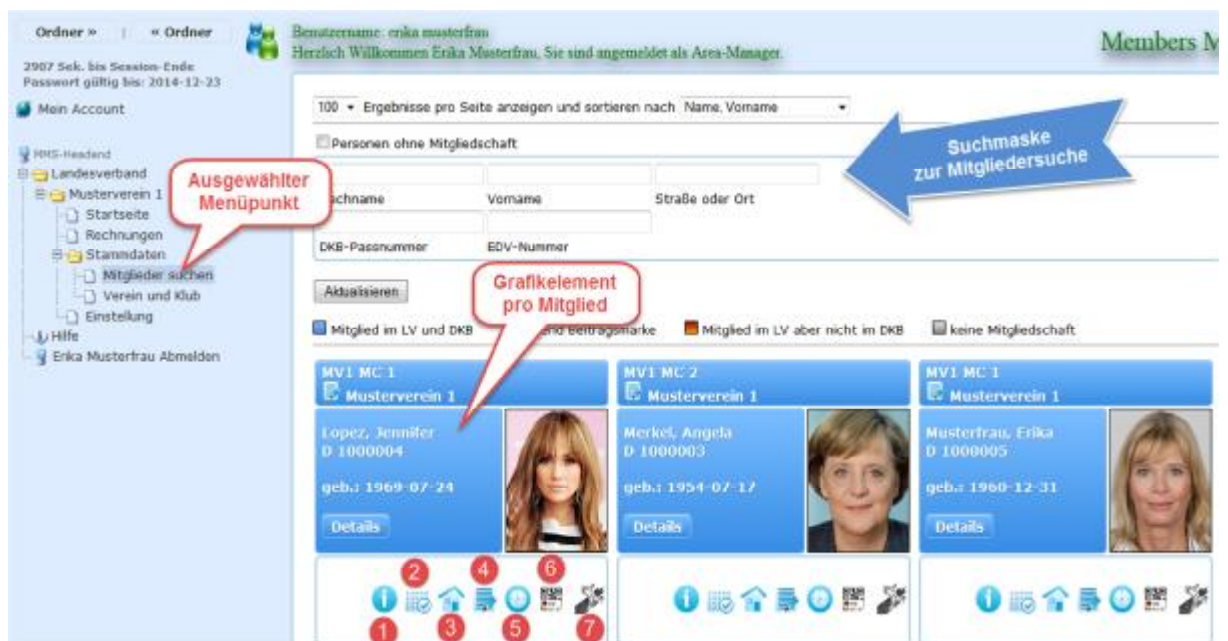 Ordner » | « Ordner
Benutzername: erika musterfrau
Herzlich Willkommen Erika Musterfrau, Sie sind angemeldet als Area-Manager.
Members M
2907 Sek. bis Session-Ende
Passwort gültig bis: 2014-12-23
Mein Account
MMS-Headend
Landesverband
Musterverein 1
Startseite
Rechnungen
Stammdaten
Mitglieder suchen
Verein und Klub
Einstellung
Hilfe
Erika Musterfrau Abmelden
Ausgewählter
Menüpunkt
100 Ergebnisse pro Seite anzeigen und sortieren nach Name, Vorname
Personen ohne Mitgliedschaft
Suchmaske
zur Mitgliedersuche
achname Vorname Straße oder Ort
DKB-Passnummer EDV-Nummer
Aktualisieren
Grafikelement
pro Mitglied
Mitglied im LV und DKB Beitragsmarke Mitglied im LV aber nicht im DKB keine Mitgliedschaft
MV1 MC 1
Musterverein 1
Lopez, Jennifer
D 1000004
geb.: 1969-07-24
Details
MV1 MC 2
Musterverein 1
Merkel, Angela
D 1000003
geb.: 1954-07-17
Details
MV1 MC 1
Musterverein 1
Musterfrau, Erika
D 1000005
geb.: 1960-12-31
Details
2 4 6
1 3 5 7